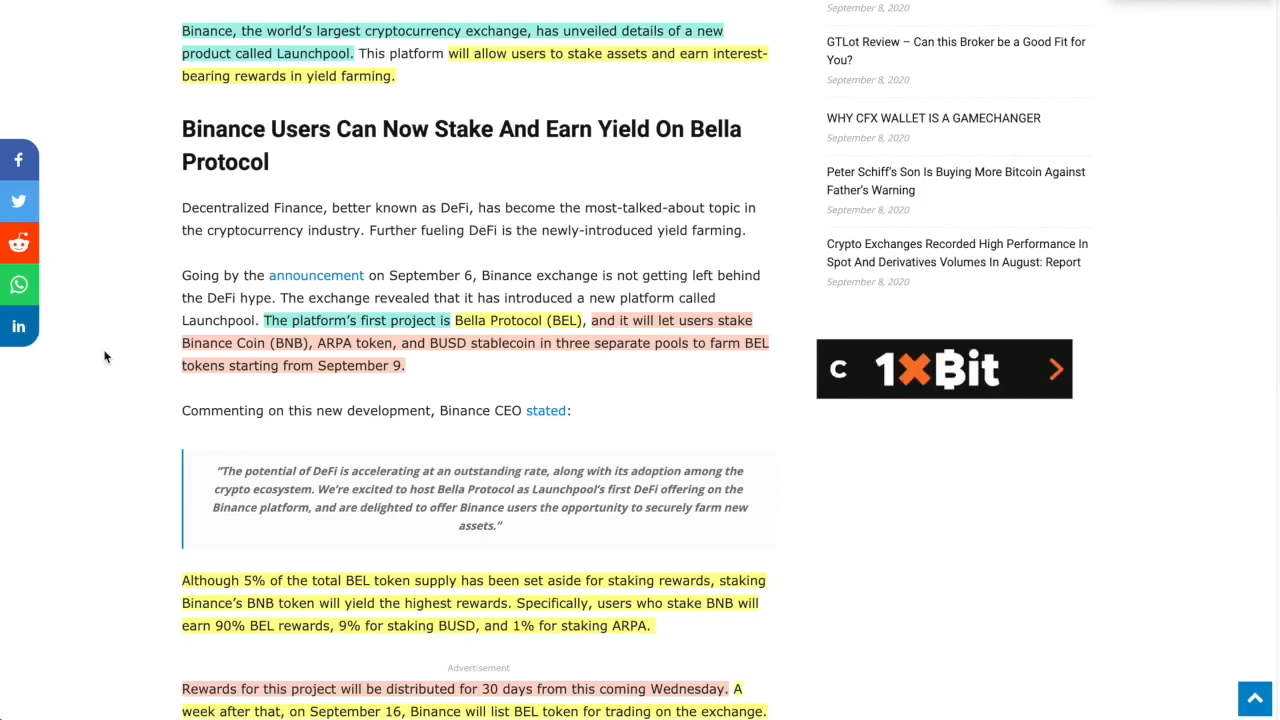 Binance, the world's largest cryptocurrency exchange, has unveiled details of a new
product called Launchpool. This platform will allow users to stake assets and earn interest-
bearing rewards in yield farming.
Binance Users Can Now Stake And Earn Yield On Bella
Protocol
Decentralized Finance, better known as DeFi, has become the most-talked-about topic in
the cryptocurrency industry. Further fueling DeFi is the newly-introduced yield farming.
Going by the announcement on September 6, Binance exchange is not getting left behind
the DeFi hype. The exchange revealed that it has introduced a new platform called
Launchpool. The platform's first project is Bella Protocol (BEL), and it will let users stake
Binance Coin (BNB), ARPA token, and BUSD stablecoin in three separate pools to farm BEL
tokens starting from September 9.
Commenting on this new development, Binance CEO stated:
“The potential of DeFi is accelerating at an outstanding rate, along with its adoption among the
crypto ecosystem. We're excited to host Bella Protocol as Launchpool's first DeFi offering on the
Binance platform, and are delighted to offer Binance users the opportunity to securely farm new
assets.”
Although 5% of the total BEL token supply has been set aside for staking rewards, staking
Binance's BNB token will yield the highest rewards. Specifically, users who stake BNB will
earn 90% BEL rewards, 9% for staking BUSD, and 1% for staking ARPA.
Advertisement
Rewards for this project will be distributed for 30 days from this coming Wednesday. A
week after that, on September 16, Binance will list BEL token for trading on the exchange.
September 8, 2020
GTLot Review – Can this Broker be a Good Fit for
You?
September 8, 2020
WHY CFX WALLET IS A GAMECHANGER
September 8, 2020
Peter Schiff's Son Is Buying More Bitcoin Against
Father's Warning
September 8, 2020
Crypto Exchanges Recorded High Performance In
Spot And Derivatives Volumes In August: Report
September 8, 2020
C 1xBit